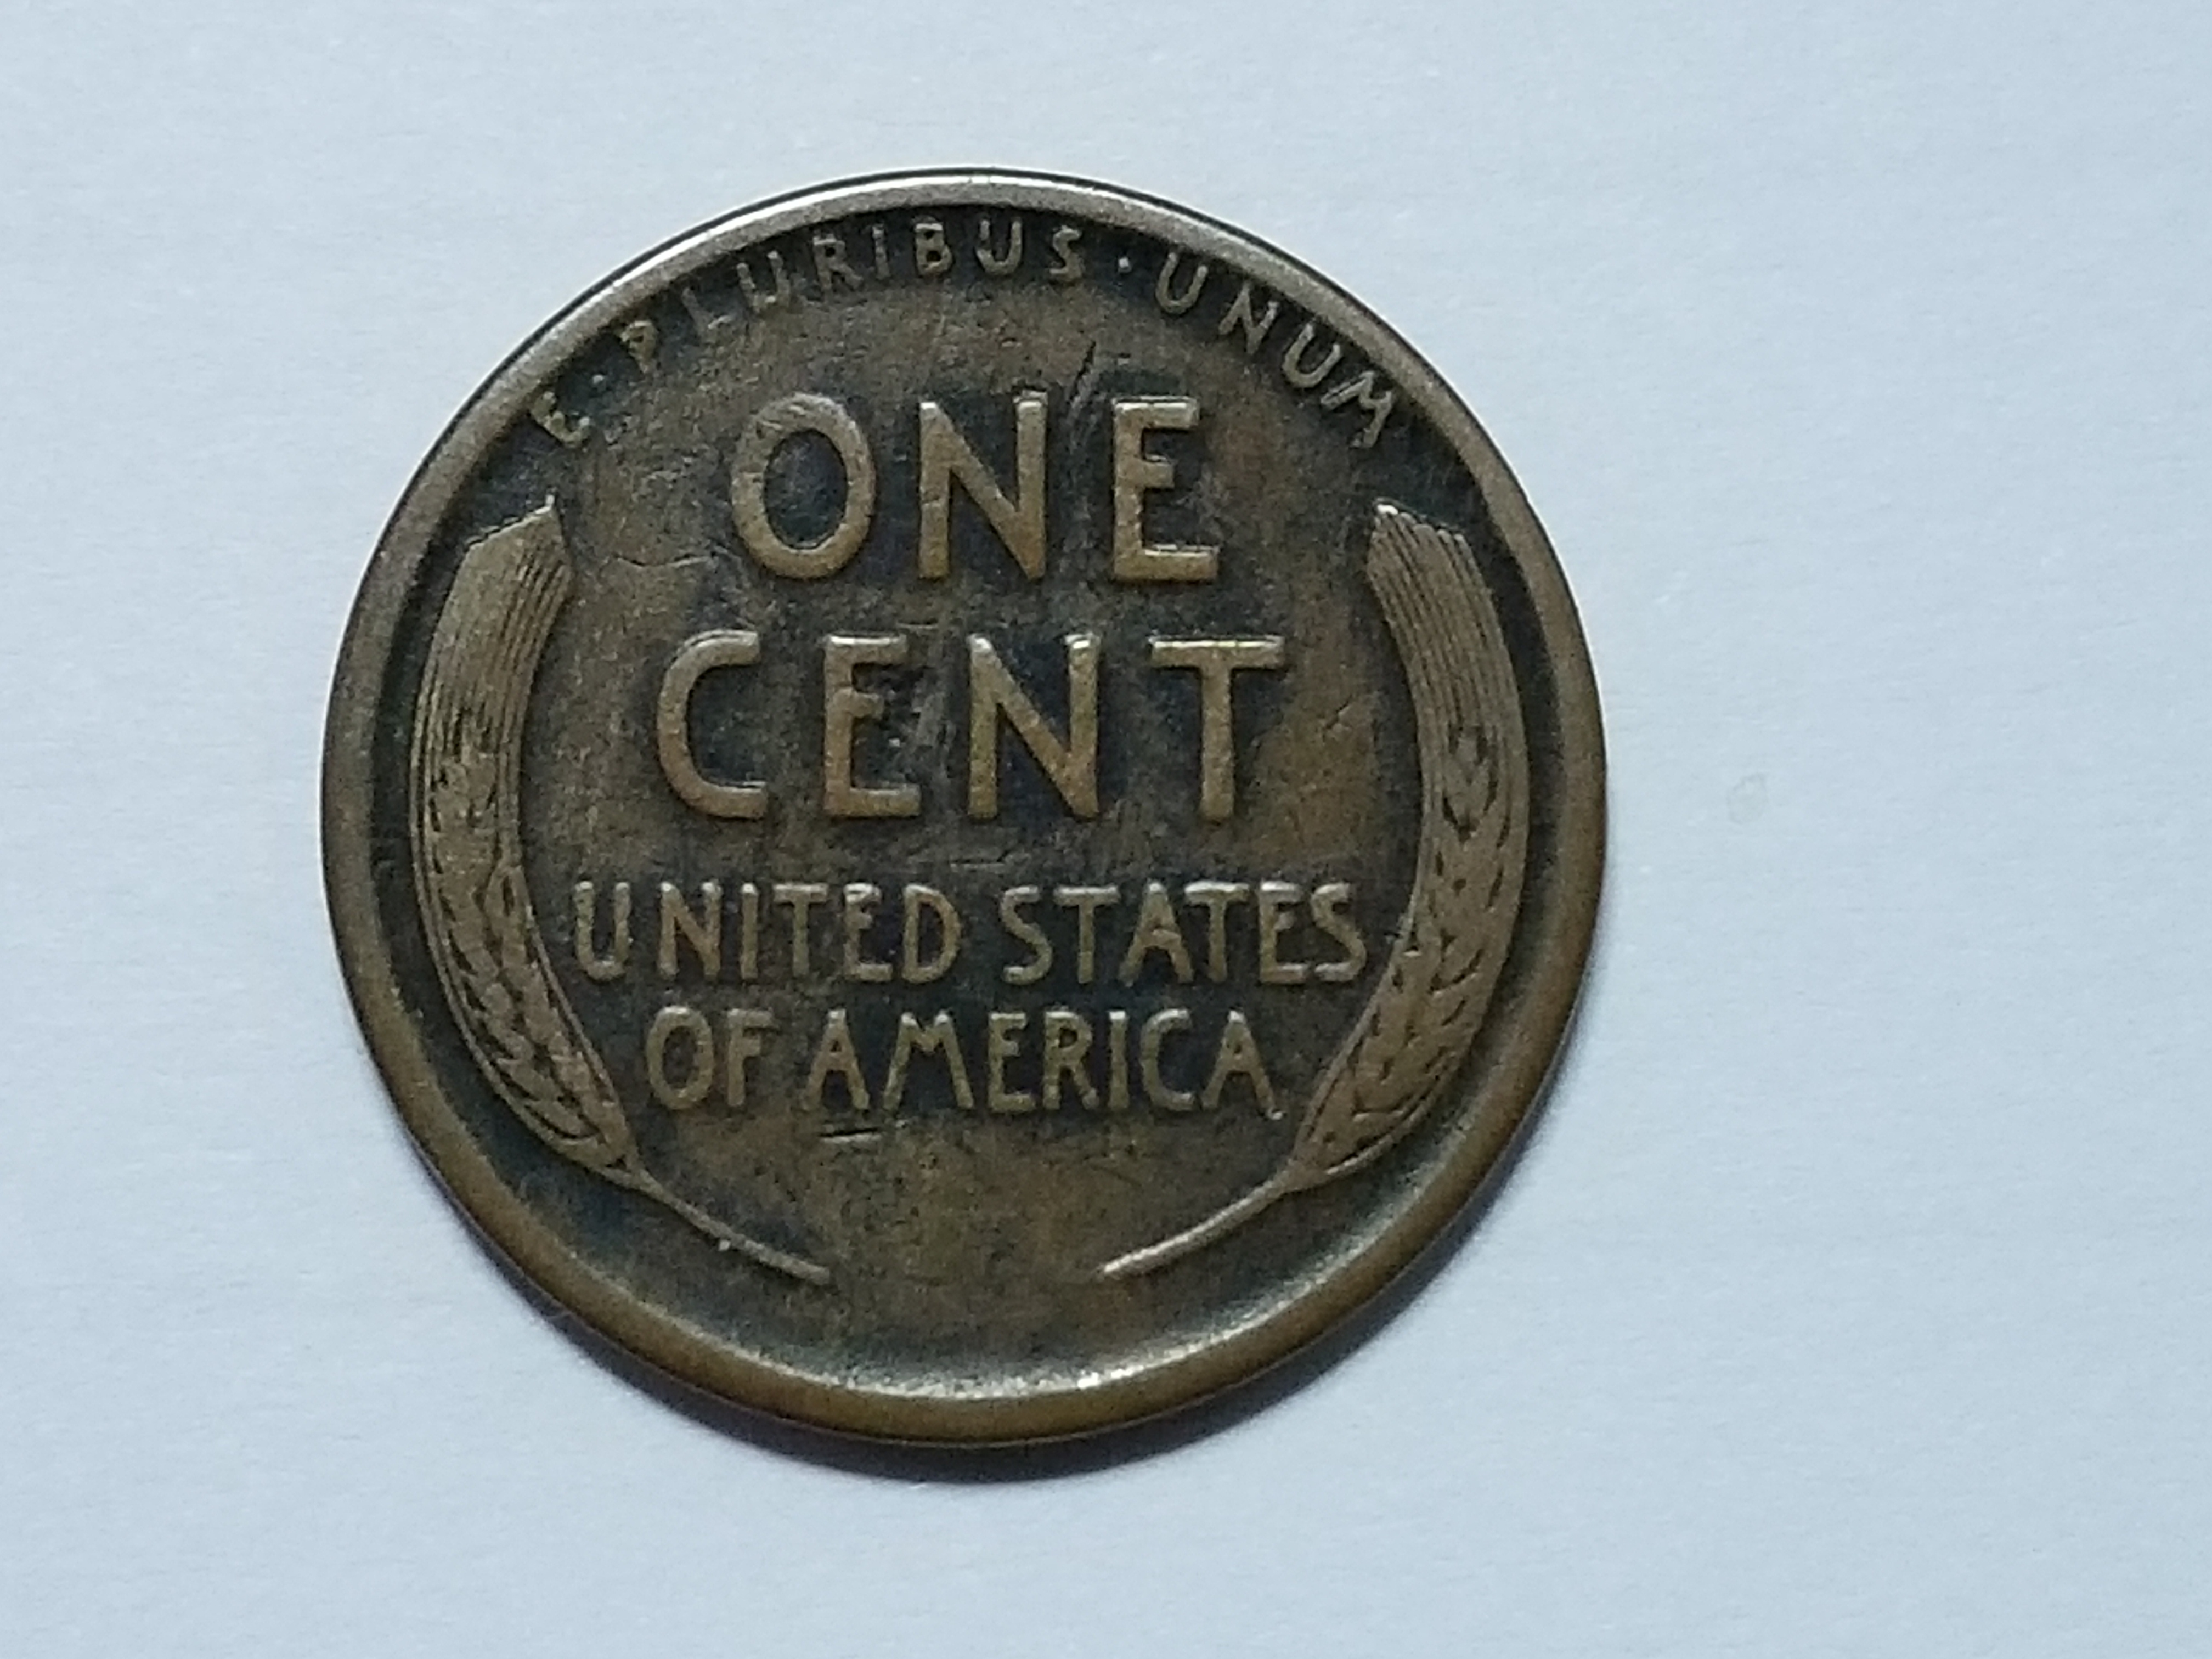 E·PLURIBUS·UNUM
ONE
CENT
UNITED STATES
OF AMERICA